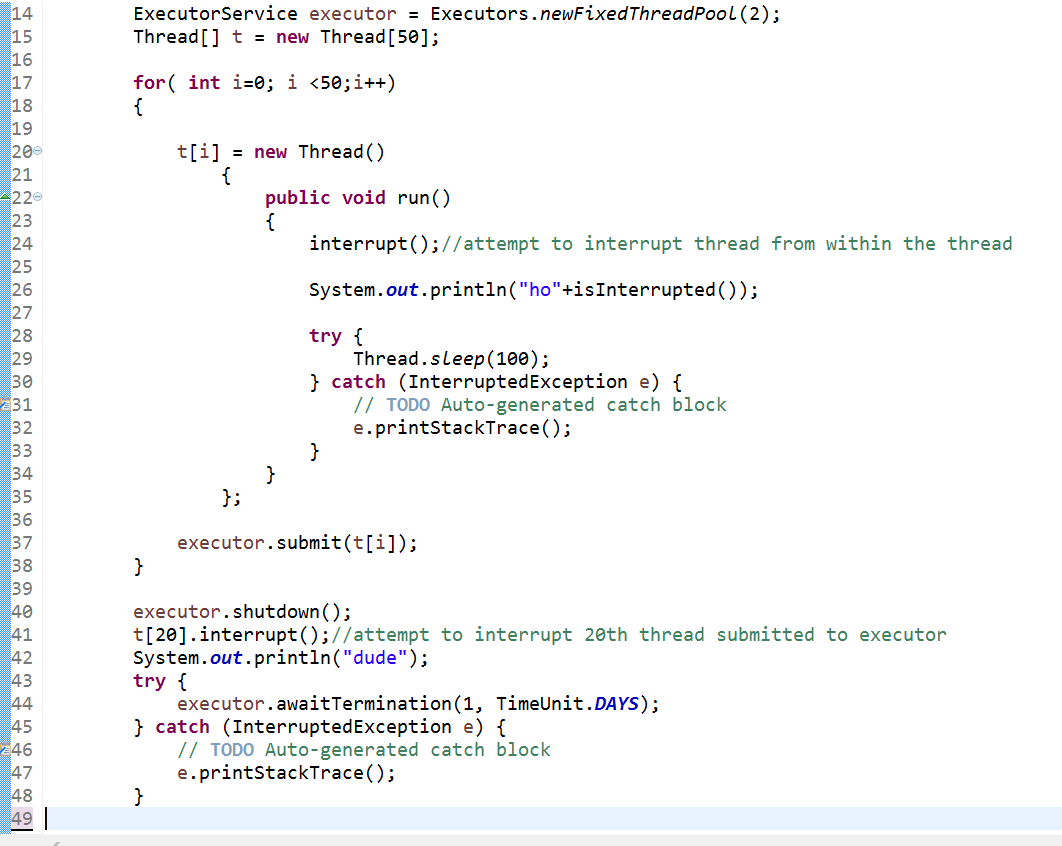 14 ExecutorService executor = Executors.newFixedThreadPool(2);
15 Thread[] t = new Thread[50];
16
17 for( int i=0; i <50;i++)
18 {
19
20 t[i] = new Thread()
21 {
22 public void run()
23 {
24 interrupt();//attempt to interrupt thread from within the thread
25
26 System.out.println("ho"+isInterrupted());
27
28 try {
29 Thread.sleep(100);
30 } catch (InterruptedException e) {
31 // TODO Auto-generated catch block
32 e.printStackTrace();
33 }
34 }
35 };
36
37 executor.submit(t[i]);
38 }
39
40 executor.shutdown();
41 t[20].interrupt();//attempt to interrupt 20th thread submitted to executor
42 System.out.println("dude");
43 try {
44 executor.awaitTermination(1, TimeUnit.DAYS);
45 } catch (InterruptedException e) {
46 // TODO Auto-generated catch block
47 e.printStackTrace();
48 }
49